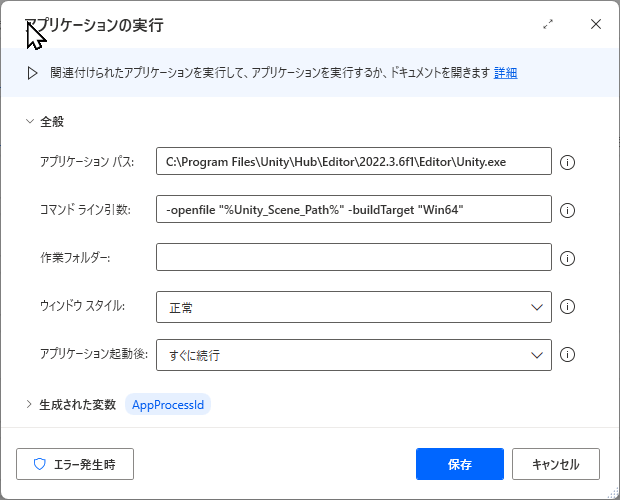 アプリケーションの実行
関連付けられたアプリケーションを実行して、アプリケーションを実行するか、ドキュメントを開きます 詳細
全般
アプリケーション パス:
C:\Program Files\Unity\Hub\Editor\2022.3.6f1\Editor\Unity.exe
コマンド ライン引数:
-openfile "%Unity_Scene_Path%" -buildTarget "Win64"
作業フォルダー:
ウィンドウ スタイル:
正常
アプリケーション起動後:
すぐに続行
生成された変数 AppProcessId
エラー発生時
保存
キャンセル